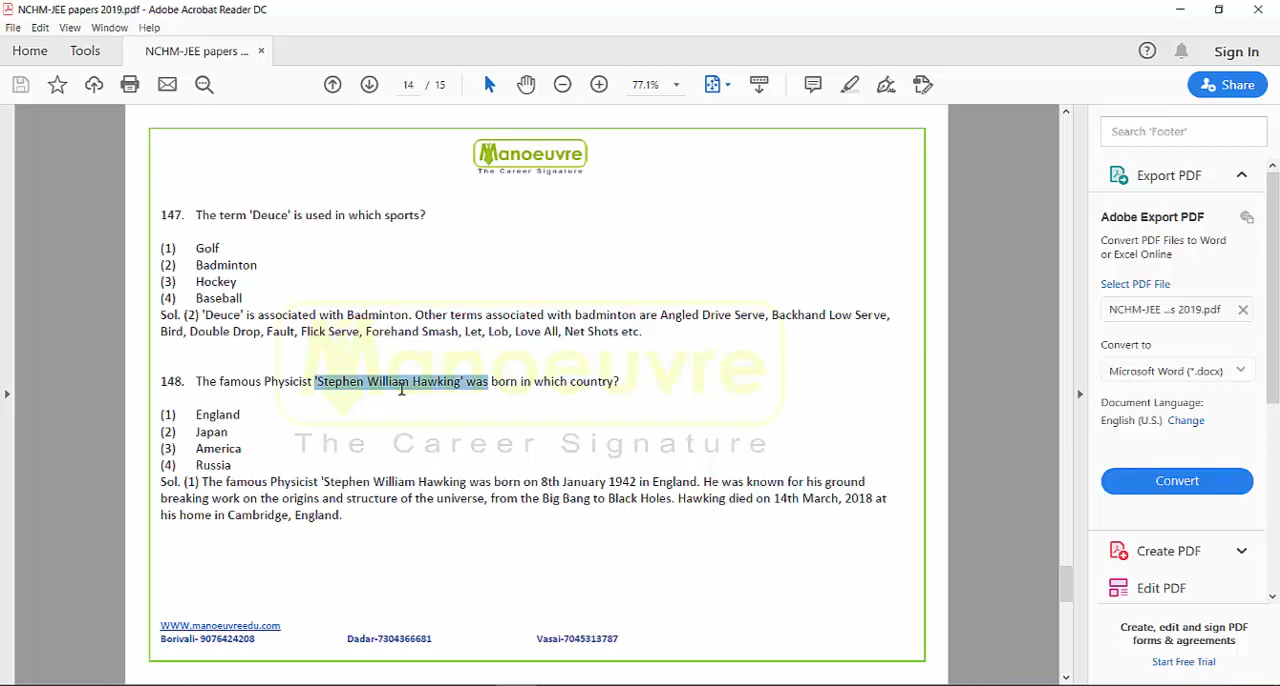 NCHM-JEE papers 2019.pdf - Adobe Acrobat Reader DC
File Edit View Window Help
Home Tools NCHM-JEE papers ... × Sign In
14 / 15 77.1% Share
Manoeuvre
The Career Signature
147. The term 'Deuce' is used in which sports?
(1) Golf
(2) Badminton
(3) Hockey
(4) Baseball
Sol. (2) 'Deuce' is associated with Badminton. Other terms associated with badminton are Angled Drive Serve, Backhand Low Serve,
Bird, Double Drop, Fault, Flick Serve, Forehand Smash, Let, Lob, Love All, Net Shots etc.
Manoeuvre
148. The famous Physicist 'Stephen William Hawking' was born in which country?
(1) England
(2) Japan
(3) America
The Career Signature
(4) Russia
Sol. (1) The famous Physicist 'Stephen William Hawking was born on 8th January 1942 in England. He was known for his ground
breaking work on the origins and structure of the universe, from the Big Bang to Black Holes. Hawking died on 14th March, 2018 at
his home in Cambridge, England.
WWW.manoeuvreedu.com
Borivali- 9076424208 Dadar-7304366681 Vasai-7045313787
Search 'Footer'
Export PDF
Adobe Export PDF
Convert PDF Files to Word
or Excel Online
Select PDF File
NCHM-JEE ...s 2019.pdf
Convert to
Microsoft Word (*.docx)
Document Language:
English (U.S.) Change
Convert
Create PDF
Edit PDF
Create, edit and sign PDF
forms & agreements
Start Free Trial